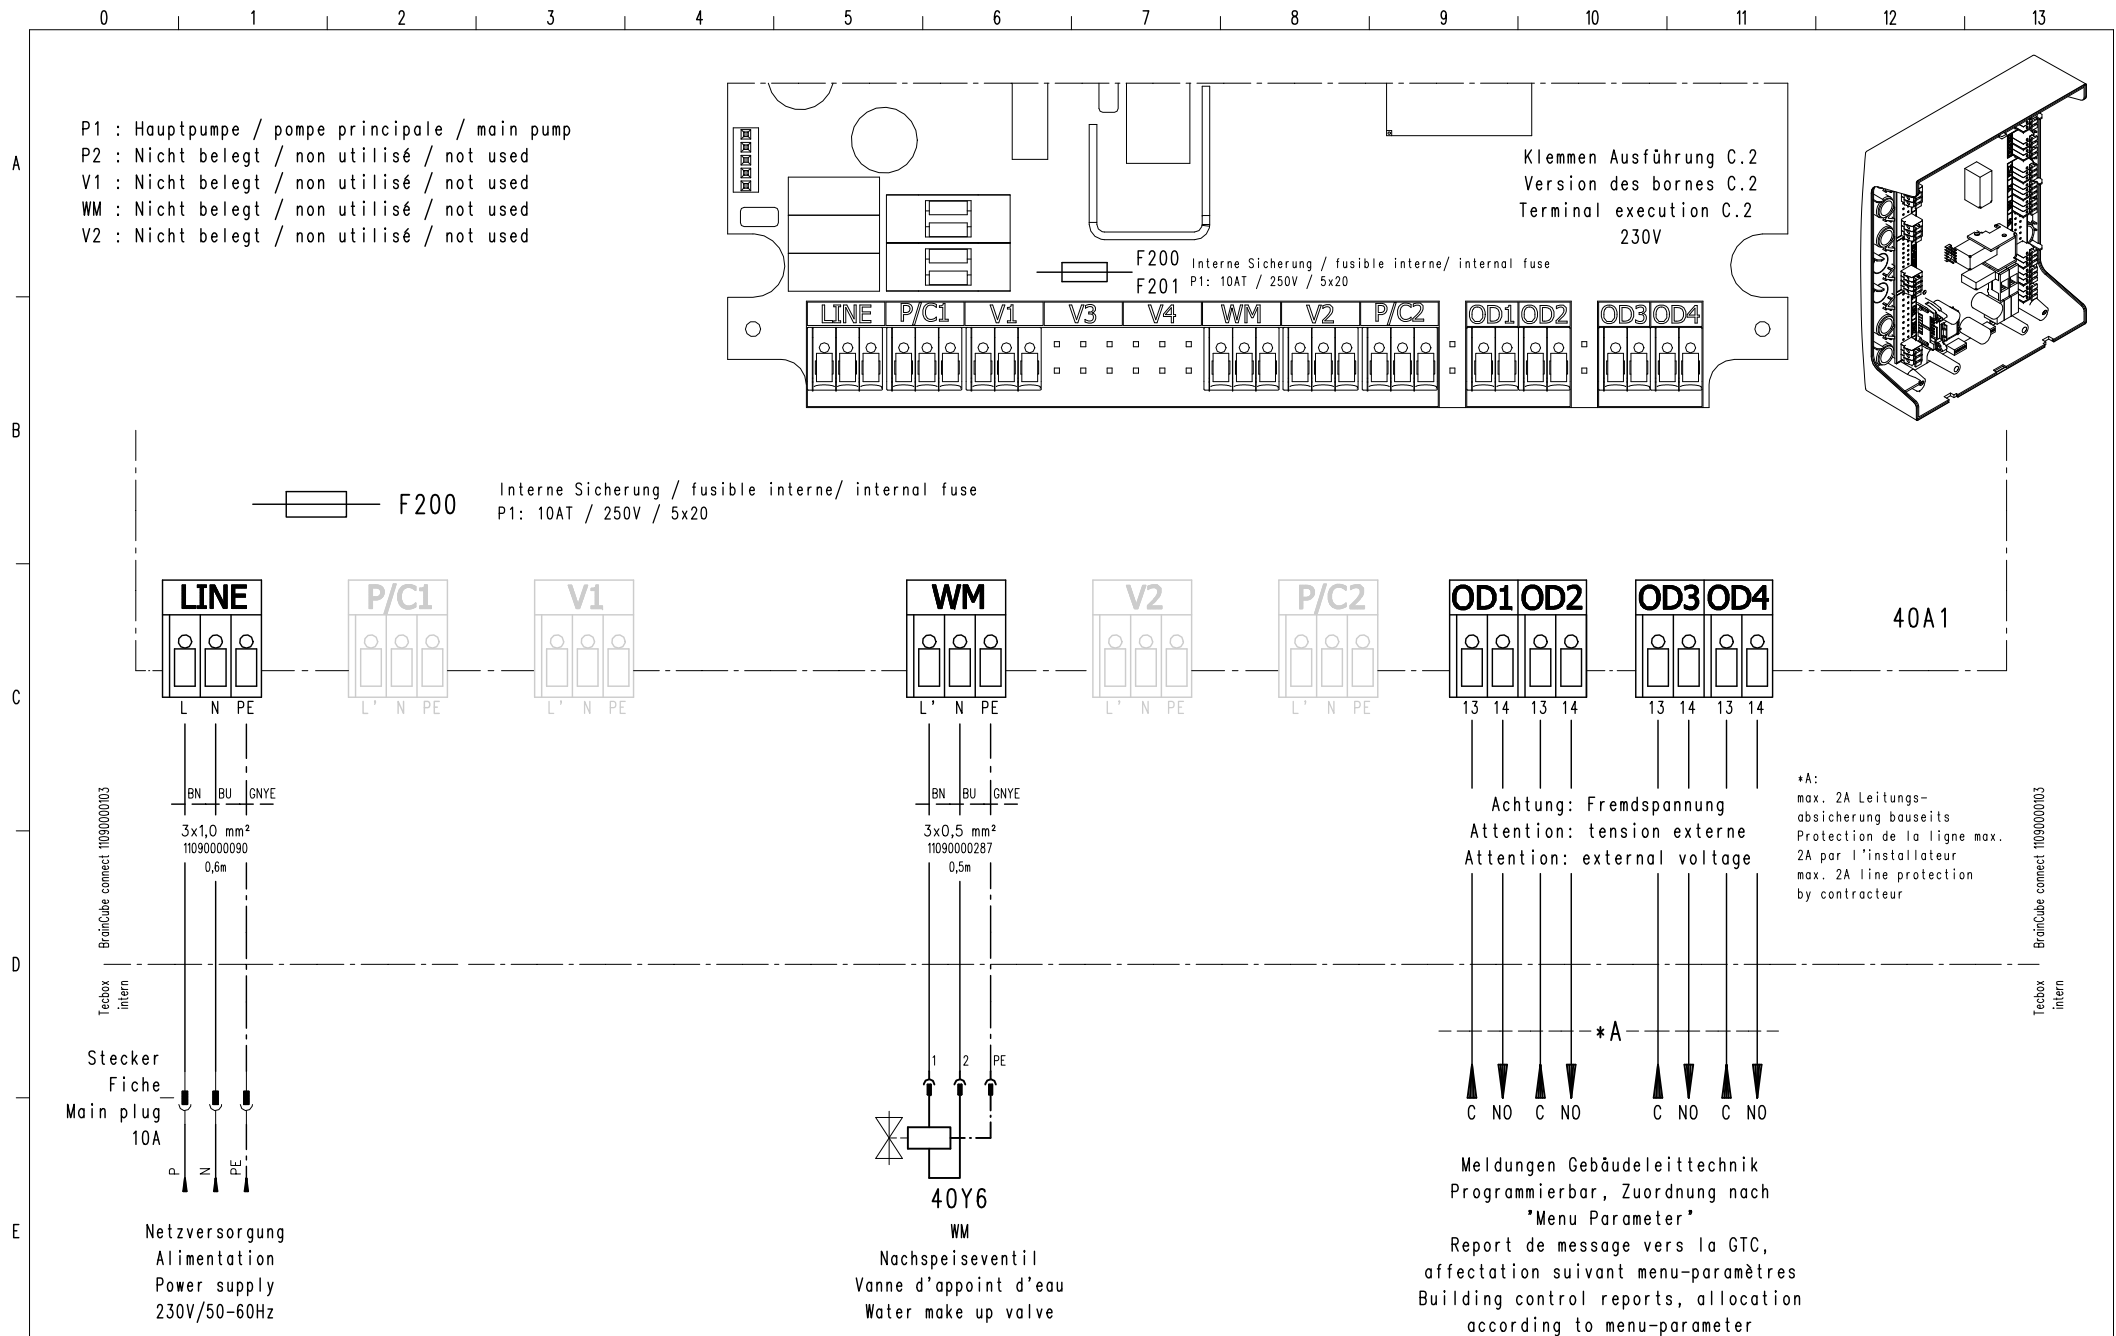 0 1 2 3 4 5 6 7 8 9 10 11 12 13
A
B
C
D
E
P1 : Hauptpumpe / pompe principale / main pump
P2 : Nicht belegt / non utilisé / not used
V1 : Nicht belegt / non utilisé / not used
WM : Nicht belegt / non utilisé / not used
V2 : Nicht belegt / non utilisé / not used
Klemmen Ausführung C.2
Version des bornes C.2
Terminal execution C.2
230V
F200
F201
Interne Sicherung / fusible interne/ internal fuse
P1: 10AT / 250V / 5x20
LINE P/C1 V1 V3 V4 WM V2 P/C2 OD1 OD2 OD3 OD4
F200
Interne Sicherung / fusible interne/ internal fuse
P1: 10AT / 250V / 5x20
LINE P/C1 V1 WM V2 P/C2 OD1 OD2 OD3 OD4
40A1
L N PE L' N PE L' N PE L' N PE L' N PE L' N PE 13 14 13 14 13 14 13 14
BN BU GNYE
3x1,0 mm²
11090000090
0,6m
BN BU GNYE
3x0,5 mm²
11090000287
0,5m
Achtung: Fremdspannung
Attention: tension externe
Attention: external voltage
*A:
max. 2A Leitungs-
absicherung bauseits
Protection de la ligne max.
2A par l'installateur
max. 2A line protection
by contracteur
BrainCube connect 11090000103
BrainCube connect 11090000103
Tecbox
intern
Tecbox
intern
*A
Stecker
Fiche
Main plug
10A
P N PE
1 2 PE
C NO C NO C NO C NO
Netzversorgung
Alimentation
Power supply
230V/50-60Hz
40Y6
WM
Nachspeiseventil
Vanne d'appoint d'eau
Water make up valve
Meldungen Gebäudeleittechnik
Programmierbar, Zuordnung nach
"Menu Parameter"
Report de message vers la GTC,
affectation suivant menu-paramètres
Building control reports, allocation
according to menu-parameter